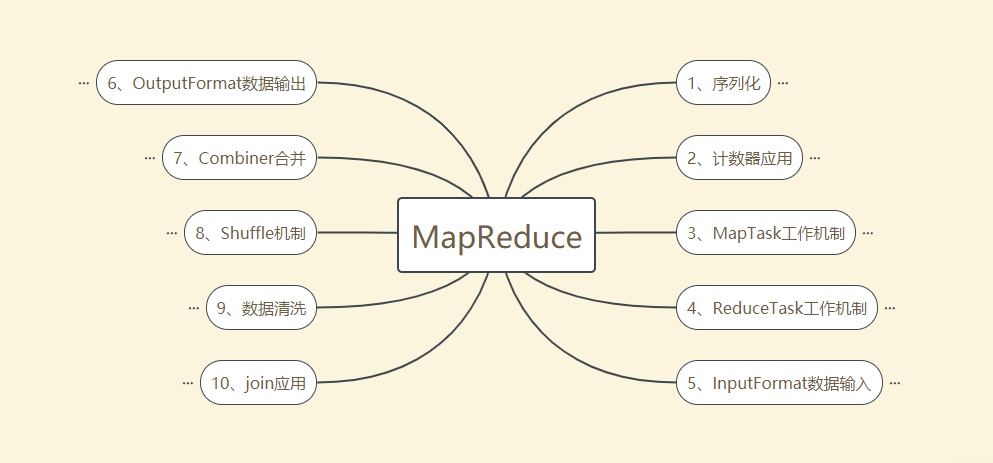 MapReduce
1、序列化
2、计数器应用
3、MapTask工作机制
4、ReduceTask工作机制
5、InputFormat数据输入
6、OutputFormat数据输出
7、Combiner合并
8、Shuffle机制
9、数据清洗
10、join应用